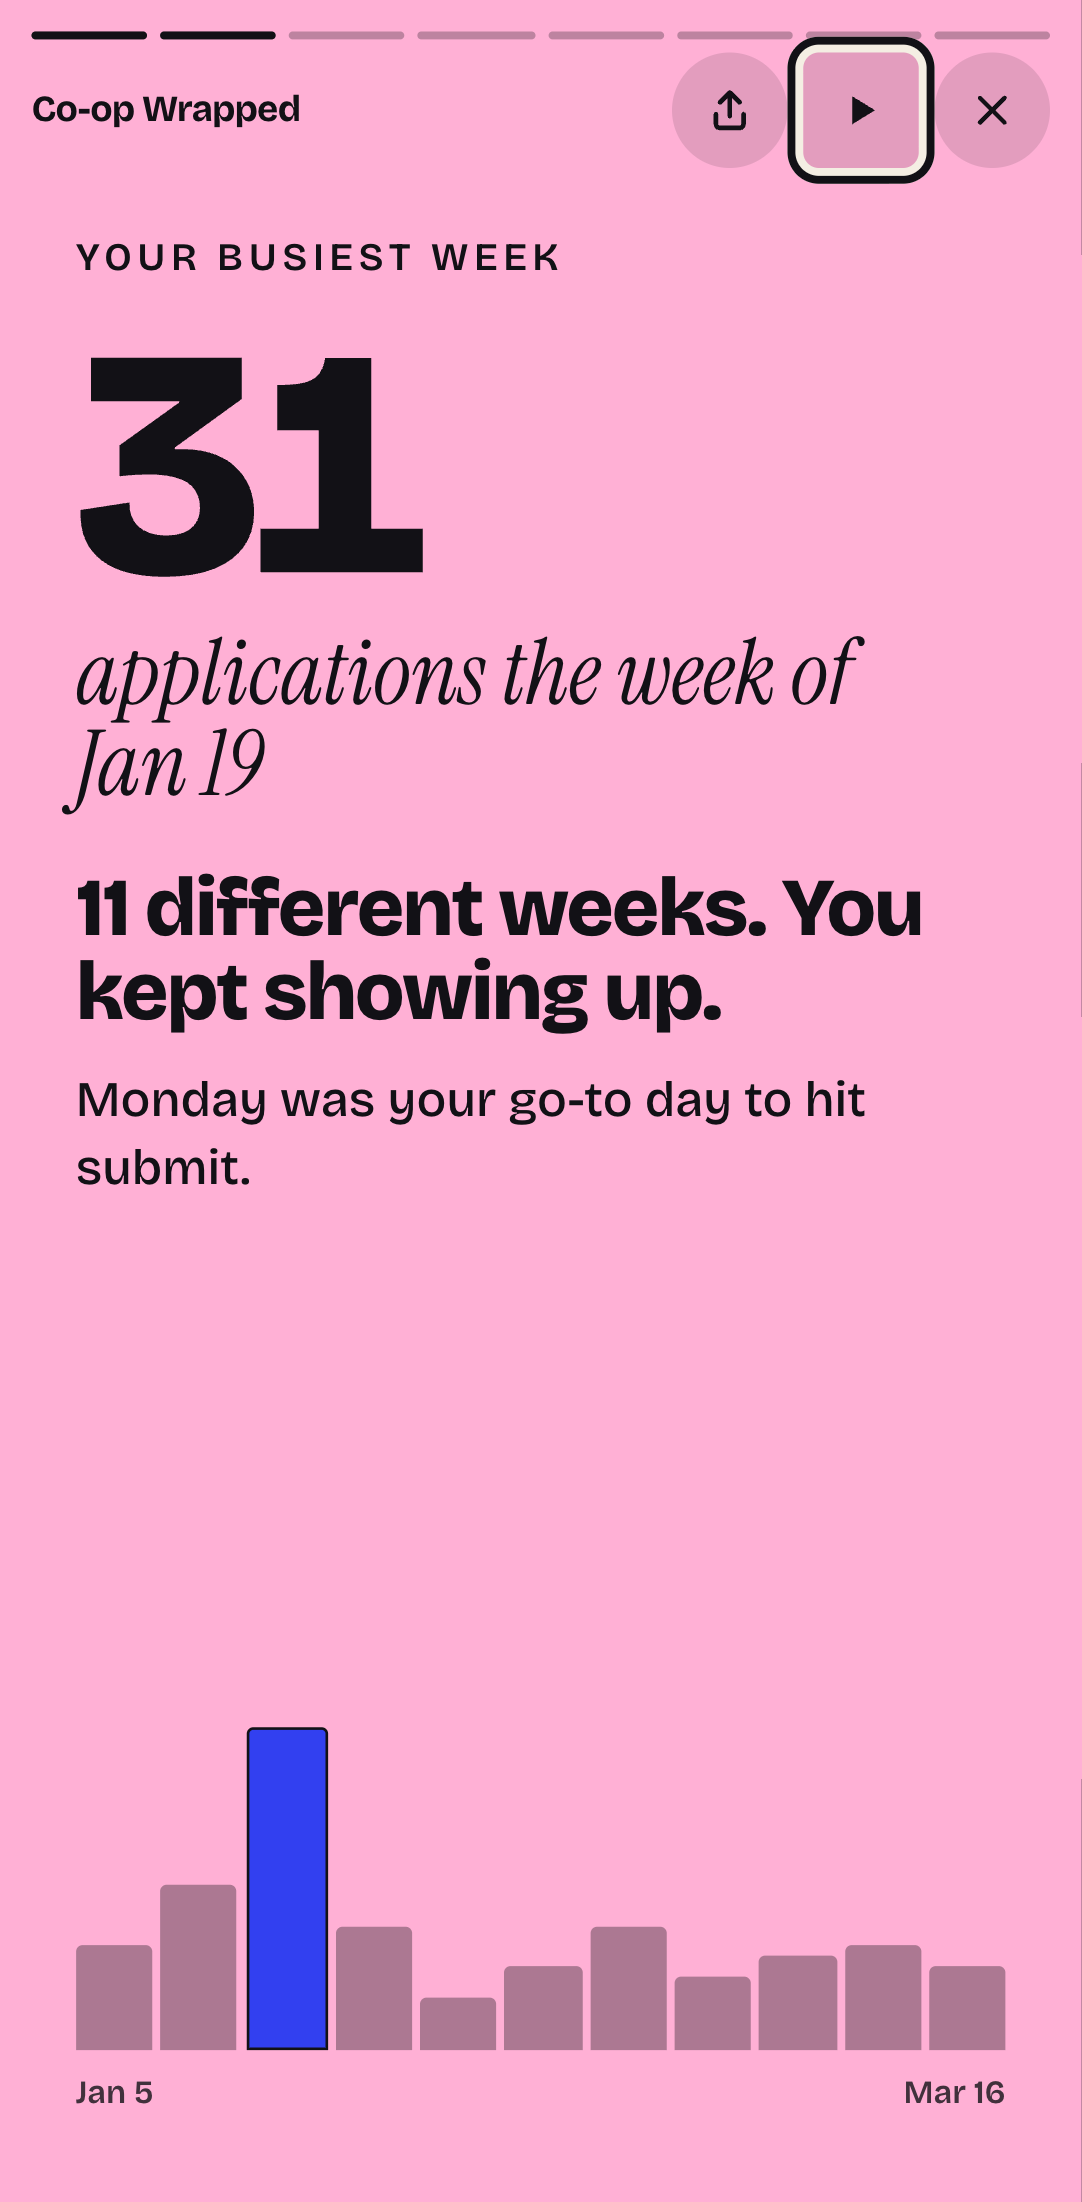 Co-op Wrapped
YOUR BUSIEST WEEK
31
applications the week of
Jan 19
11 different weeks. You
kept showing up.
Monday was your go-to day to hit
submit.
Jan 5
Mar 16